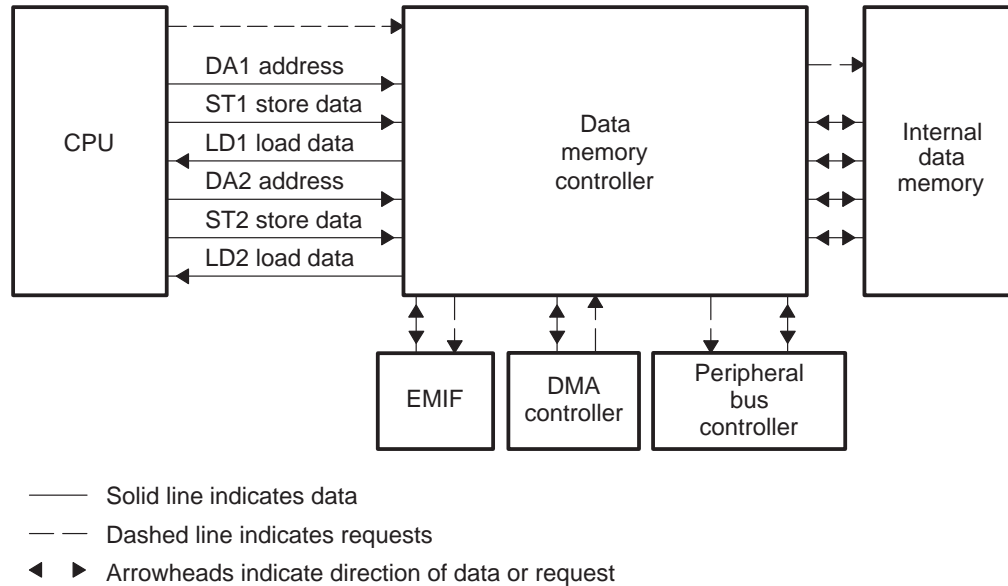 CPU
DA1 address
ST1 store data
LD1 load data
DA2 address
ST2 store data
LD2 load data
Data
memory
controller
Internal
data
memory
EMIF
DMA
controller
Peripheral
bus
controller
Solid line indicates data
Dashed line indicates requests
Arrowheads indicate direction of data or request